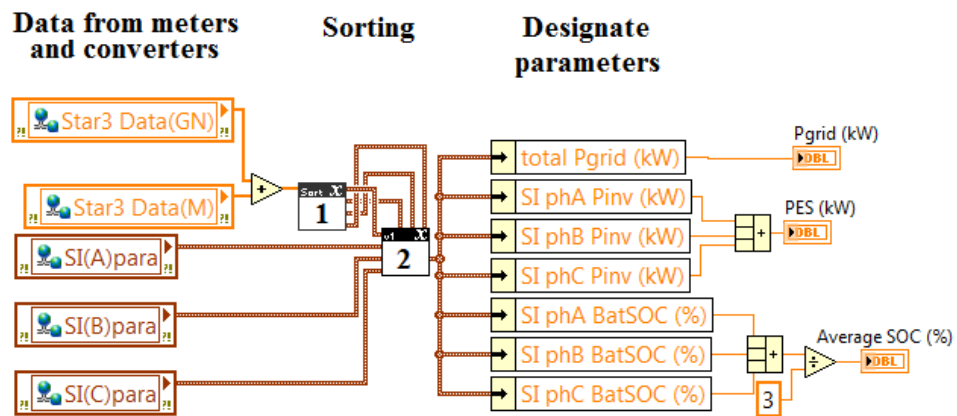 Data from meters
and converters
Sorting
Designate
parameters
Star3 Data(GN)
Star3 Data(M)
SI(A)para
SI(B)para
SI(C)para
Sort
1
v1
2
total Pgrid (kW)
SI phA Pinv (kW)
SI phB Pinv (kW)
SI phC Pinv (kW)
SI phA BatSOC (%)
SI phB BatSOC (%)
SI phC BatSOC (%)
Pgrid (kW)
DBL
PES (kW)
DBL
3
Average SOC (%)
DBL